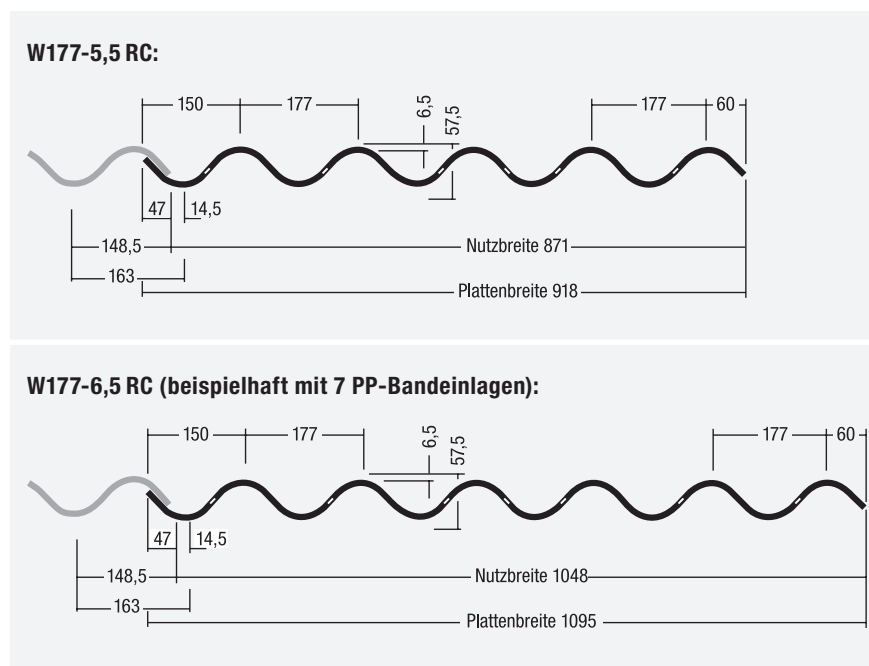 W177-5,5 RC:
150 177 6,5 57,5 177 60
47 14,5
148,5 Nutzbreite 871
163
Plattenbreite 918
W177-6,5 RC (beispielhaft mit 7 PP-Bandeinlagen):
150 177 6,5 57,5 177 60
47 14,5
148,5 Nutzbreite 1048
163
Plattenbreite 1095